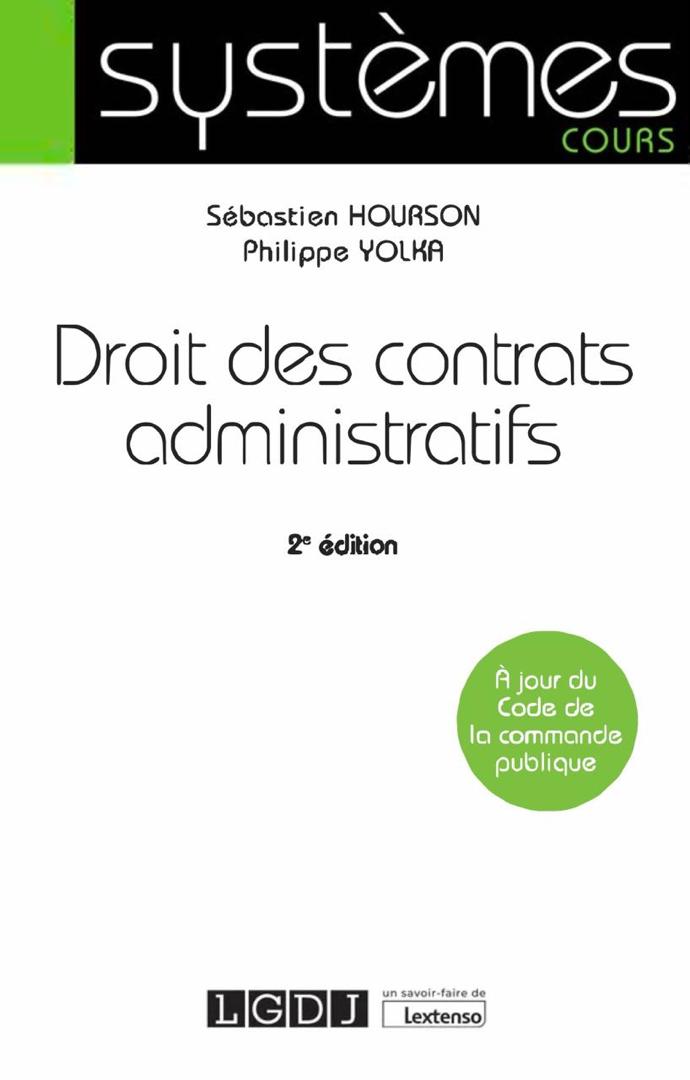 systèmes
COURS
Sébastien HOURSON
Philippe YOLKA
Droit des contrats
administratifs
2e édition
À jour du
Code de
la commande
publique
LGDJ
un savoir-faire de
Lextenso